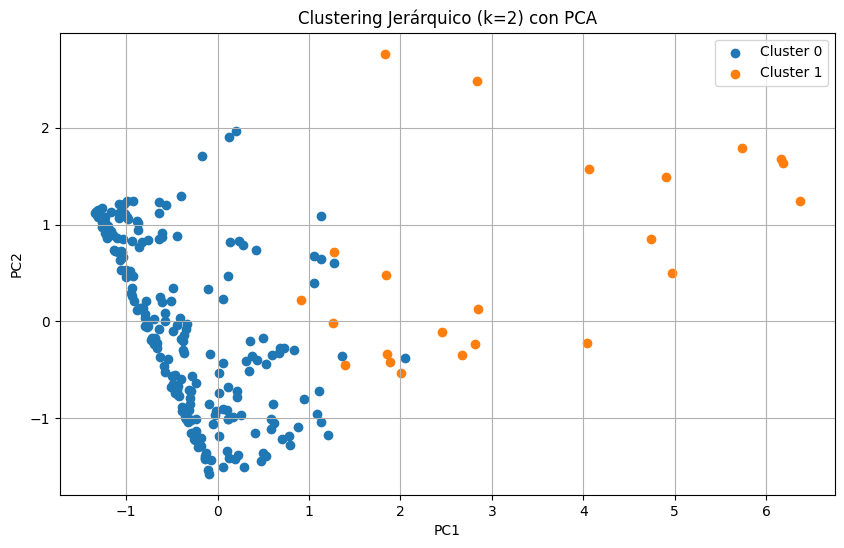 Clustering Jerárquico (k=2) con PCA
Cluster 0
Cluster 1
2
1
0
−1
PC2
−1 0 1 2 3 4 5 6
PC1